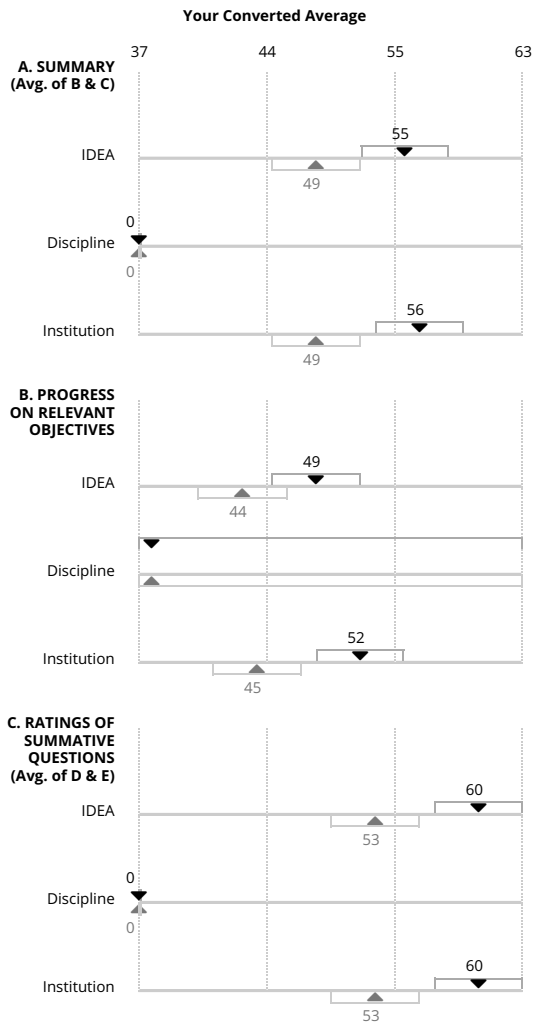 Your Converted Average
37 44 55 63
A. SUMMARY
(Avg. of B & C)
55
IDEA
49
0
Discipline
0
56
Institution
49
B. PROGRESS
ON RELEVANT
OBJECTIVES
49
IDEA
44
Discipline
52
Institution
45
C. RATINGS OF
SUMMATIVE
QUESTIONS
(Avg. of D & E)
60
IDEA
53
0
Discipline
0
60
Institution
53